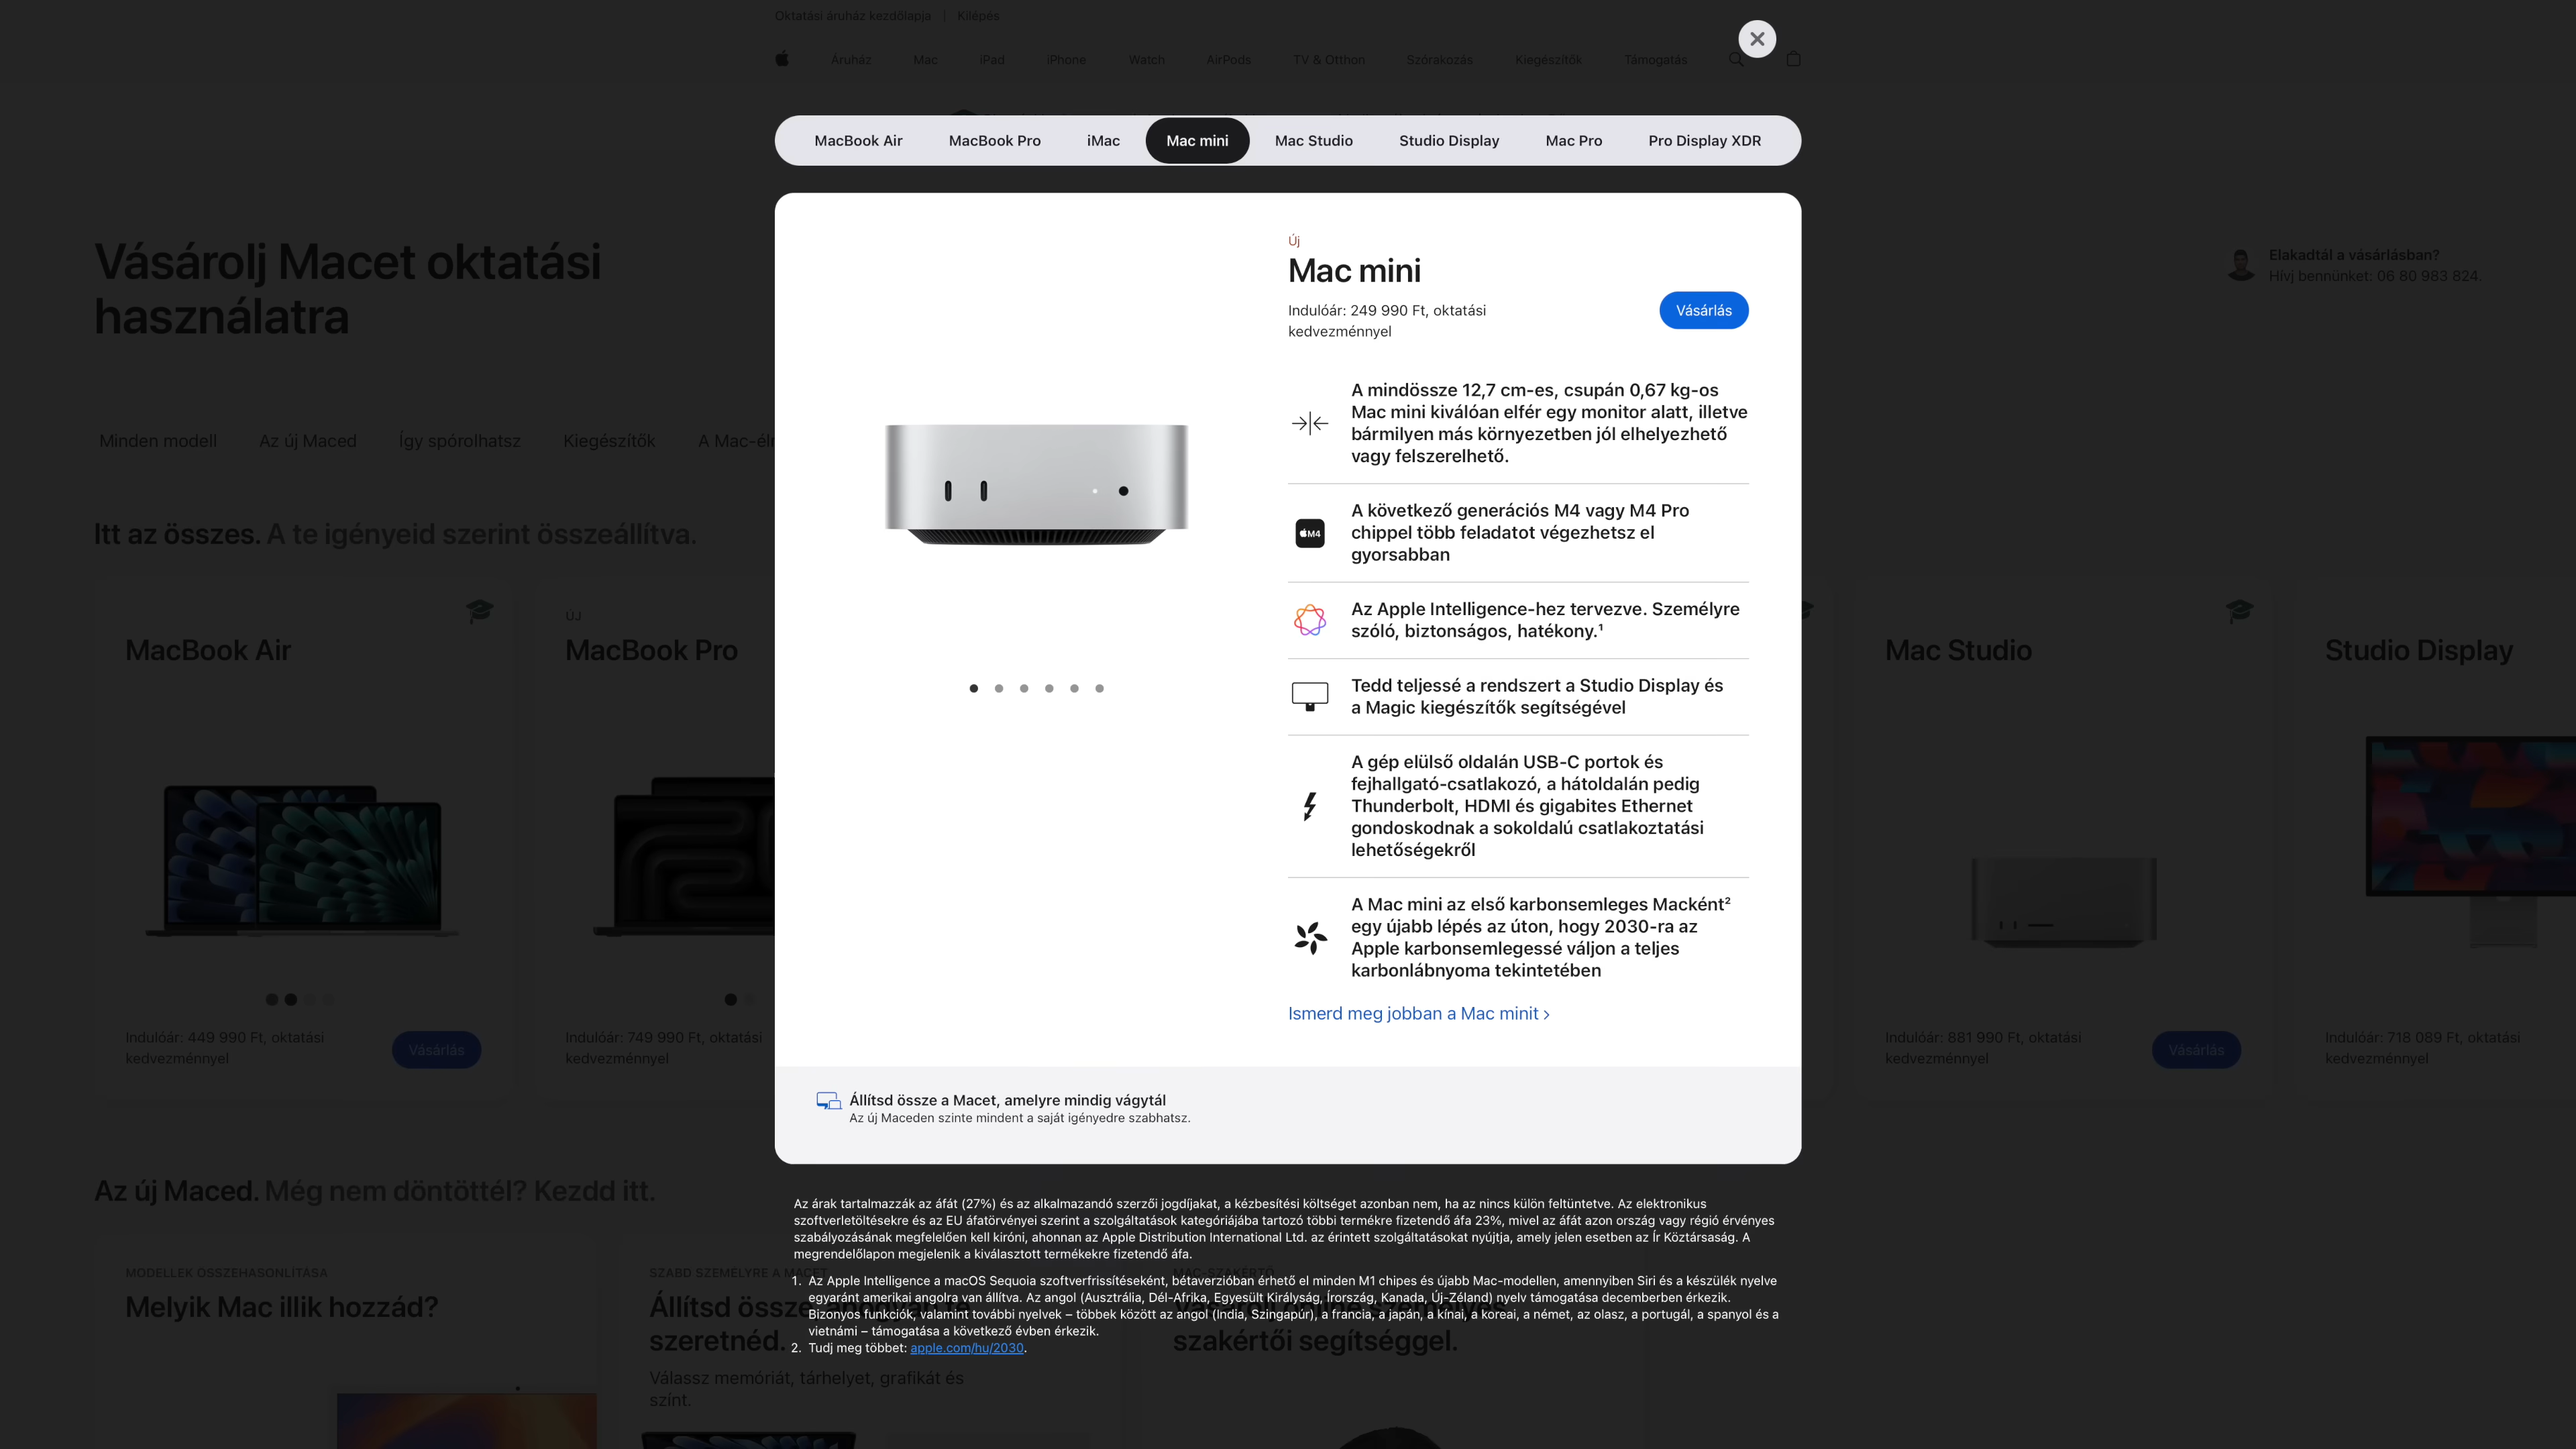 Oktatási áruház kezdőlapja | Kilépés
Áruház Mac iPad iPhone Watch AirPods TV & Otthon Szórakozás Kiegészítők Támogatás
MacBook Air MacBook Pro iMac Mac mini Mac Studio Studio Display Mac Pro Pro Display XDR
Vásárolj Macet oktatási
használatra
Elakadtál a vásárlásban?
Hívj bennünket: 06 80 983 824.
Minden modell Az új Maced Így spórolhatsz Kiegészítők
Itt az összes. A te igényeid szerint összeállítva.
MacBook Air
Indulóár: 449 990 Ft, oktatási
kedvezménnyel
Vásárlás
ÚJ
MacBook Pro
Indulóár: 749 990 Ft, oktatási
kedvezménnyel
Új
Mac mini
Indulóár: 249 990 Ft, oktatási
kedvezménnyel
Vásárlás
A mindössze 12,7 cm-es, csupán 0,67 kg-os
Mac mini kiválóan elfér egy monitor alatt, illetve
bármilyen más környezetben jól elhelyezhető
vagy felszerelhető.
M4
A következő generációs M4 vagy M4 Pro
chippel több feladatot végezhetsz el
gyorsabban
Az Apple Intelligence-hez tervezve. Személyre
szóló, biztonságos, hatékony.¹
Tedd teljessé a rendszert a Studio Display és
a Magic kiegészítők segítségével
A gép elülső oldalán USB-C portok és
fejhallgató-csatlakozó, a hátoldalán pedig
Thunderbolt, HDMI és gigabites Ethernet
gondoskodnak a sokoldalú csatlakoztatási
lehetőségekről
A Mac mini az első karbonsemleges Macként²
egy újabb lépés az úton, hogy 2030-ra az
Apple karbonsemlegessé váljon a teljes
karbonlábnyoma tekintetében
Ismerd meg jobban a Mac minit >
Állítsd össze a Macet, amelyre mindig vágytál
Az új Maceden szinte mindent a saját igényedre szabhatsz.
Mac Studio
Indulóár: 881 990 Ft, oktatási
kedvezménnyel
Vásárlás
Studio Display
Indulóár: 718 089 Ft, oktatási
kedvezménnyel
Az új Maced. Még nem döntöttél? Kezdd itt.
Az árak tartalmazzák az áfát (27%) és az alkalmazandó szerzői jogdíjakat, a kézbesítési költséget azonban nem, ha az nincs külön feltüntetve. Az elektronikus
szoftverletöltésekre és az EU áfatörvényei szerint a szolgáltatások kategóriájába tartozó többi termékre fizetendő áfa 23%, mivel az áfát azon ország vagy régió érvényes
szabályozásának megfelelően kell kiróni, ahonnan az Apple Distribution International Ltd. az érintett szolgáltatásokat nyújtja, amely jelen esetben az Ír Köztársaság. A
megrendelőlapon megjelenik a kiválasztott termékekre fizetendő áfa.
1. Az Apple Intelligence a macOS Sequoia szoftverfrissítéseként, bétaverzióban érhető el minden M1 chipes és újabb Mac-modellen, amennyiben Siri és a készülék nyelve
egyaránt amerikai angolra van állítva. Az angol (Ausztrália, Dél-Afrika, Egyesült Királyság, Írország, Kanada, Új-Zéland) nyelv támogatása decemberben érkezik.
Bizonyos funkciók, valamint további nyelvek – többek között az angol (India, Szingapúr), a francia, a japán, a kínai, a koreai, a német, az olasz, a portugál, a spanyol és a
vietnámi – támogatása a következő évben érkezik.
2. Tudj meg többet: apple.com/hu/2030.
MODELLEK ÖSSZEHASONLÍTÁSA
Melyik Mac illik hozzád?
SZABD SZEMÉLYRE A MACET
Állítsd össze, ahogyan te
szeretnéd.
Válassz memóriát, tárhelyet, grafikát és
színt.
MAC-SZAKÉRTŐ
Vásárolj online személyes
szakértői segítséggel.